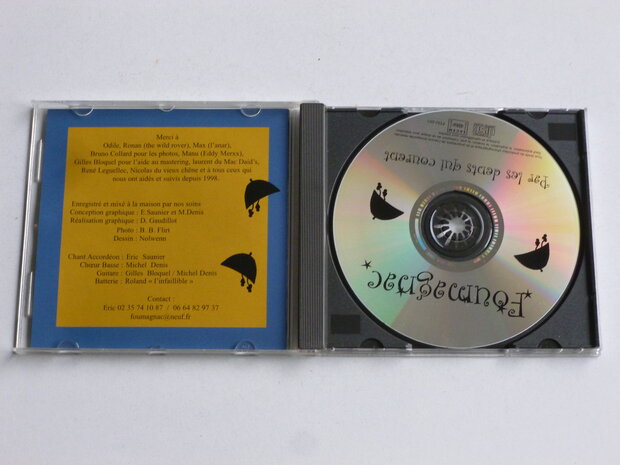 Merci à
Odile, Ronan (the wild rover), Max (l'anar),
Bruno Collard pour les photos, Manu (Eddy Merxx),
Gilles Bloquel pour l'aide au mastering, laurent du Mac Daid's,
René Leguellec, Nicolas du vieux chêne et à tous ceux qui
nous ont aidés et suivis depuis 1998.
Enregistré et mixé à la maison par nos soins
Conception graphique : E.Saunier et M.Denis
Réalisation graphique : D. Gaudillot
Photo : B. B. Flirt
Dessin : Nolwenn
Chant Accordéon : Eric Saunier
Chœur Basse : Michel Denis
Guitare : Gilles Bloquel / Michel Denis
Batterie : Roland « l'infaillible »
Contact :
Eric 02 35 74 10 87 / 06 64 82 97 37
foumagnac@neuf.fr
Foumagnac
Par les dents qui courent